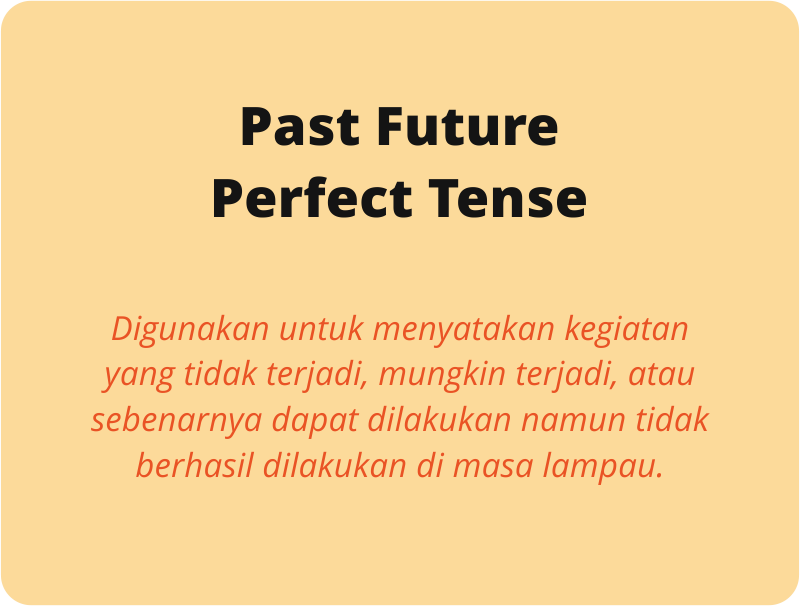 Past Future
Perfect Tense
Digunakan untuk menyatakan kegiatan
yang tidak terjadi, mungkin terjadi, atau
sebenarnya dapat dilakukan namun tidak
berhasil dilakukan di masa lampau.